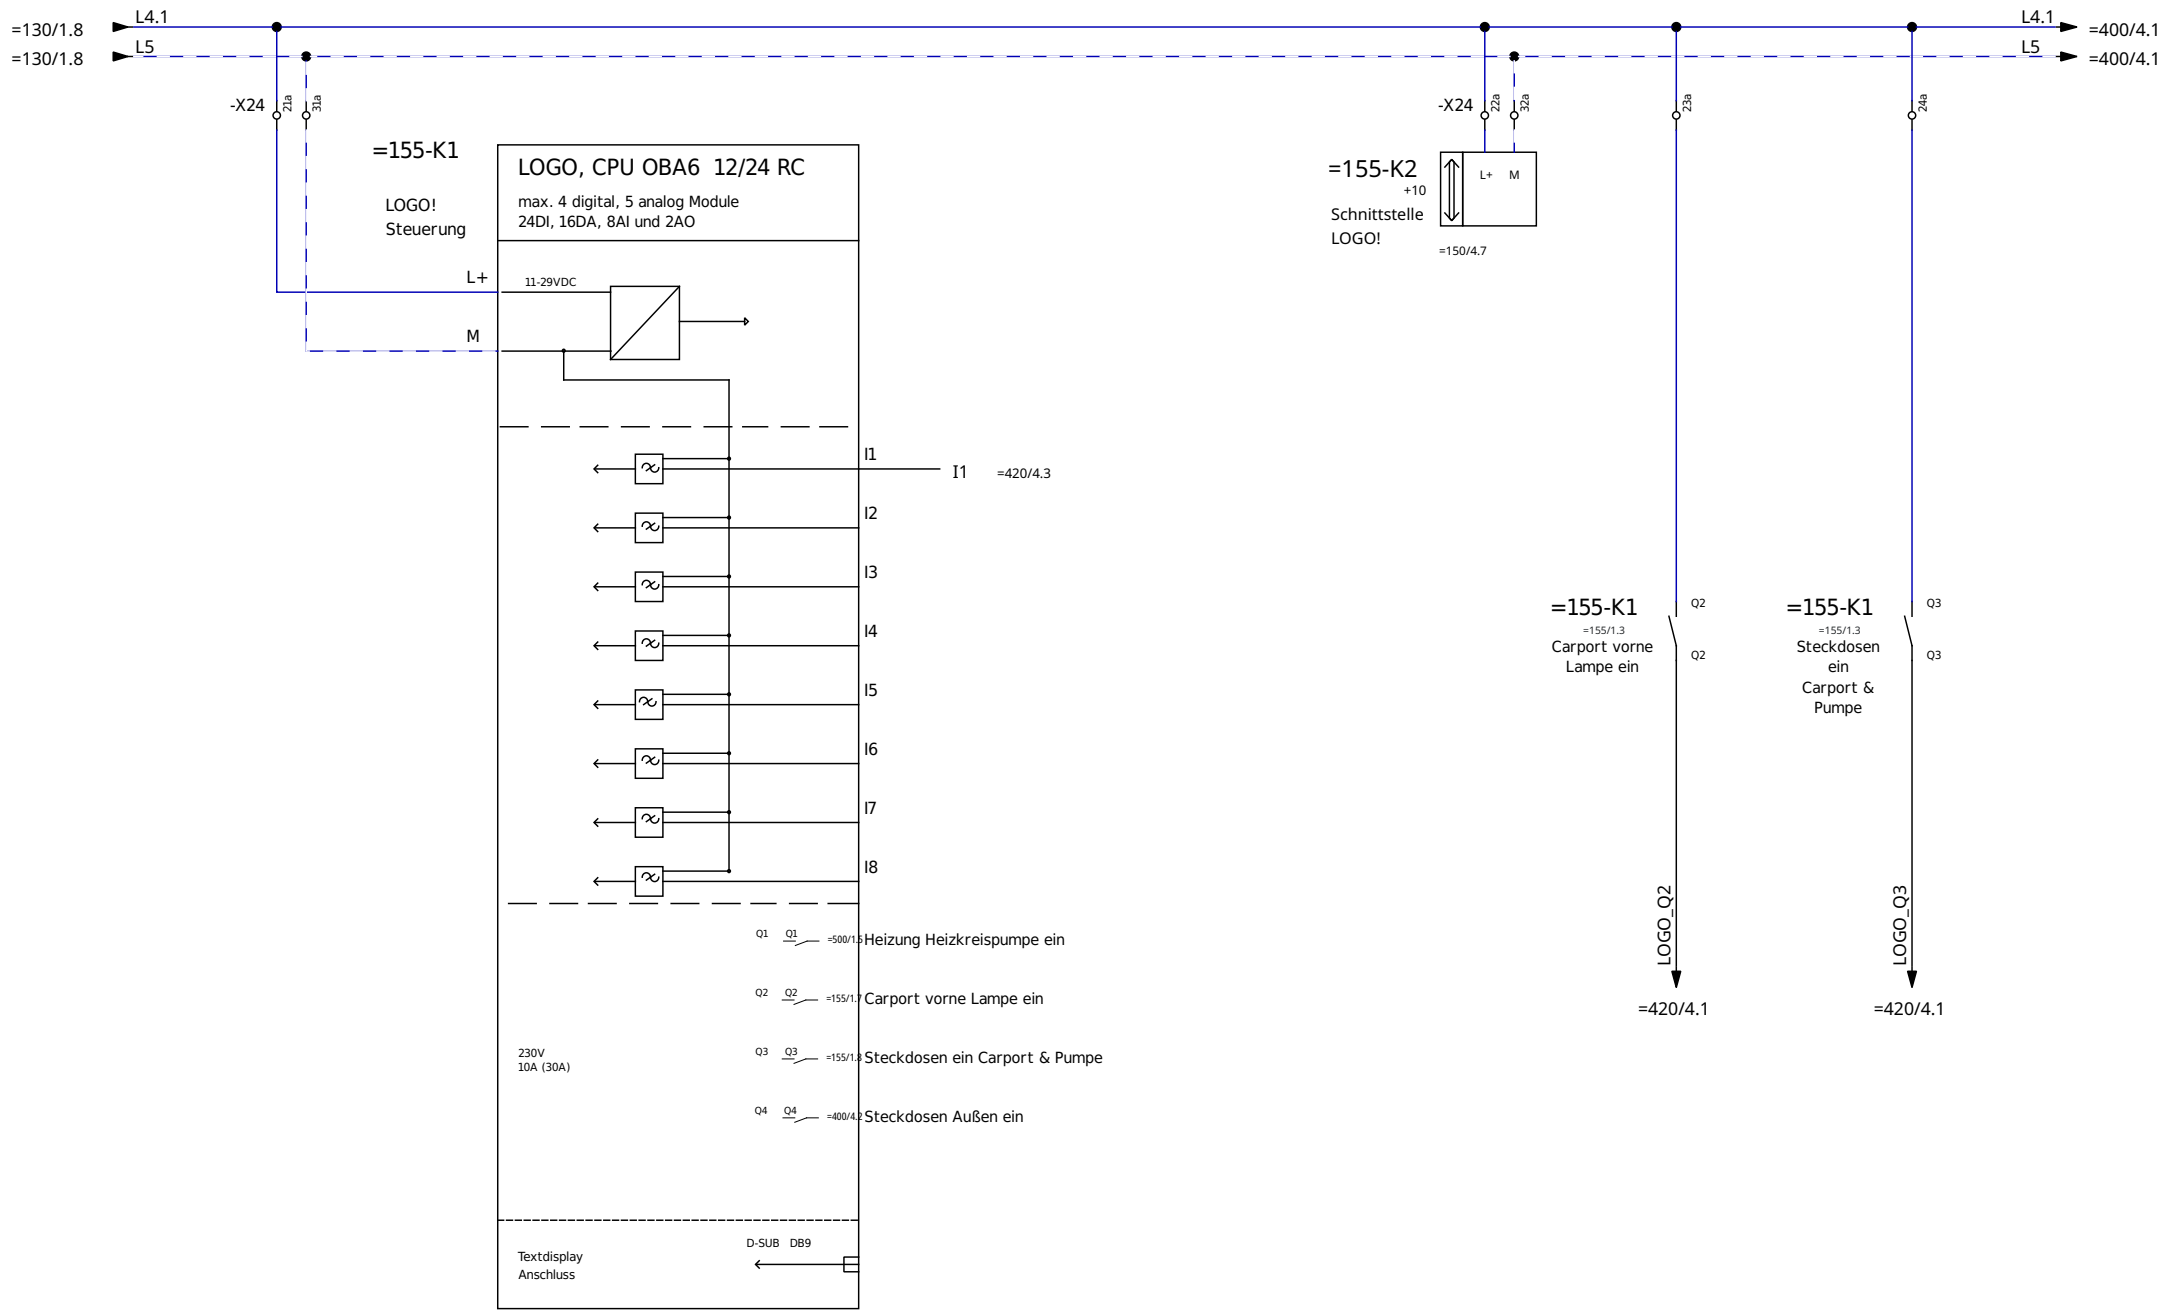 =130/1.8 L4.1 L4.1 =400/4.1
=130/1.8 L5 L5 =400/4.1
-X24 21a 31a
-X24 22a 32a 23a 24a
=155-K1
LOGO!
Steuerung
LOGO, CPU OBA6 12/24 RC
max. 4 digital, 5 analog Module
24DI, 16DA, 8AI und 2AO
L+ 11-29VDC
M
I1 I1 =420/4.3
I2
I3
I4
I5
I6
I7
I8
Q1 Q1 =500/1.5 Heizung Heizkreispumpe ein
Q2 Q2 =155/1.7 Carport vorne Lampe ein
230V
10A (30A)
Q3 Q3 =155/1.8 Steckdosen ein Carport & Pumpe
Q4 Q4 =400/4.2 Steckdosen Außen ein
D-SUB DB9
Textdisplay
Anschluss
=155-K2
+10
L+ M
Schnittstelle
LOGO!
=150/4.7
=155-K1 Q2
=155/1.3
Carport vorne
Lampe ein
Q2
LOGO_Q2
=420/4.1
=155-K1 Q3
=155/1.3
Steckdosen
ein
Carport &
Pumpe
Q3
LOGO_Q3
=420/4.1